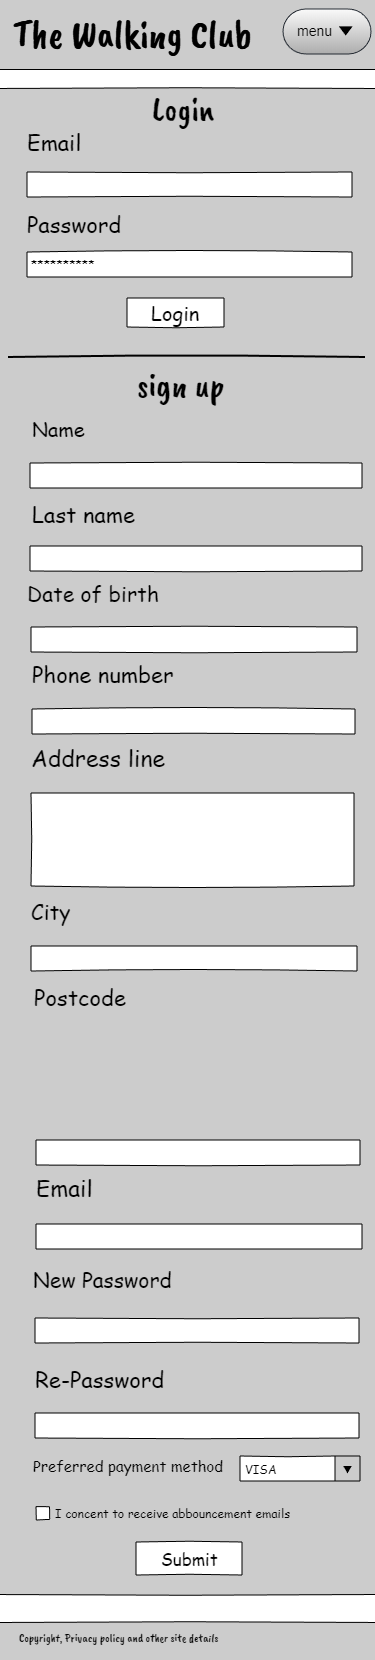 The Walking Club
menu
Login
Email
Password
**********
Login
sign up
Name
Last name
Date of birth
Phone number
Address line
City
Postcode
Email
New Password
Re-Password
Preferred payment method VISA
I concent to receive abbouncement emails
Submit
Copyright, Privacy policy and other site details